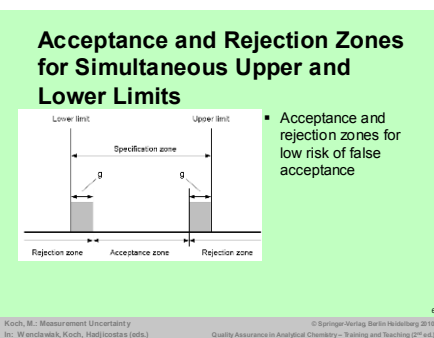 Acceptance and Rejection Zones
for Simultaneous Upper and
Lower Limits
Lower limit
Upper limit
Specification zone
g
g
Rejection zone
Acceptance zone
Rejection zone
▪ Acceptance and
rejection zones for
low risk of false
acceptance
6
Koch, M.: Measurement Uncertainty
In: Wenclawiak, Koch, Hadjicostas (eds.)
© Springer-Verlag Berlin Heidelberg 2010
Quality Assurance in Analytical Chemistry – Training and Teaching (2nd ed.)